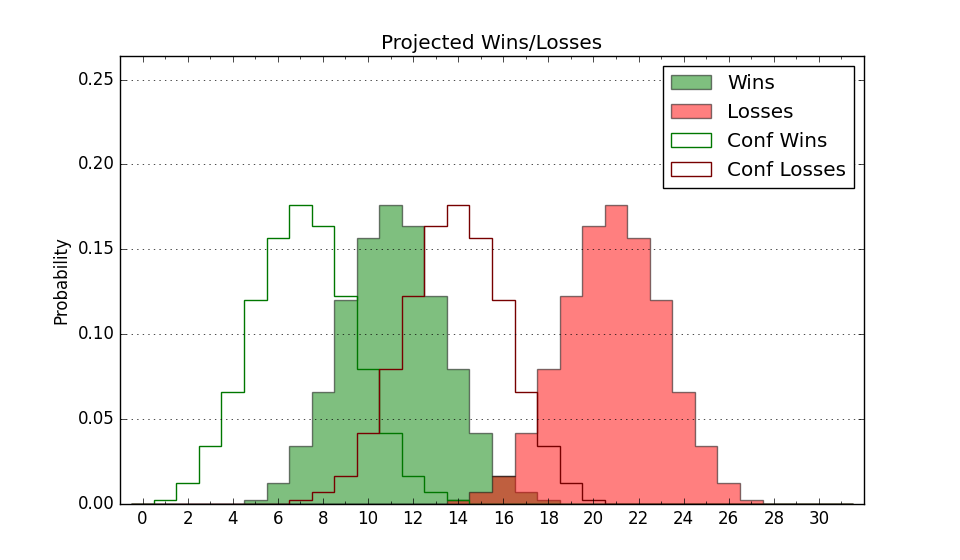 Projected Wins/Losses
0.25
0.20
0.15
0.10
0.05
0.00
Probability
Wins
Losses
Conf Wins
Conf Losses
0 2 4 6 8 10 12 14 16 18 20 22 24 26 28 30